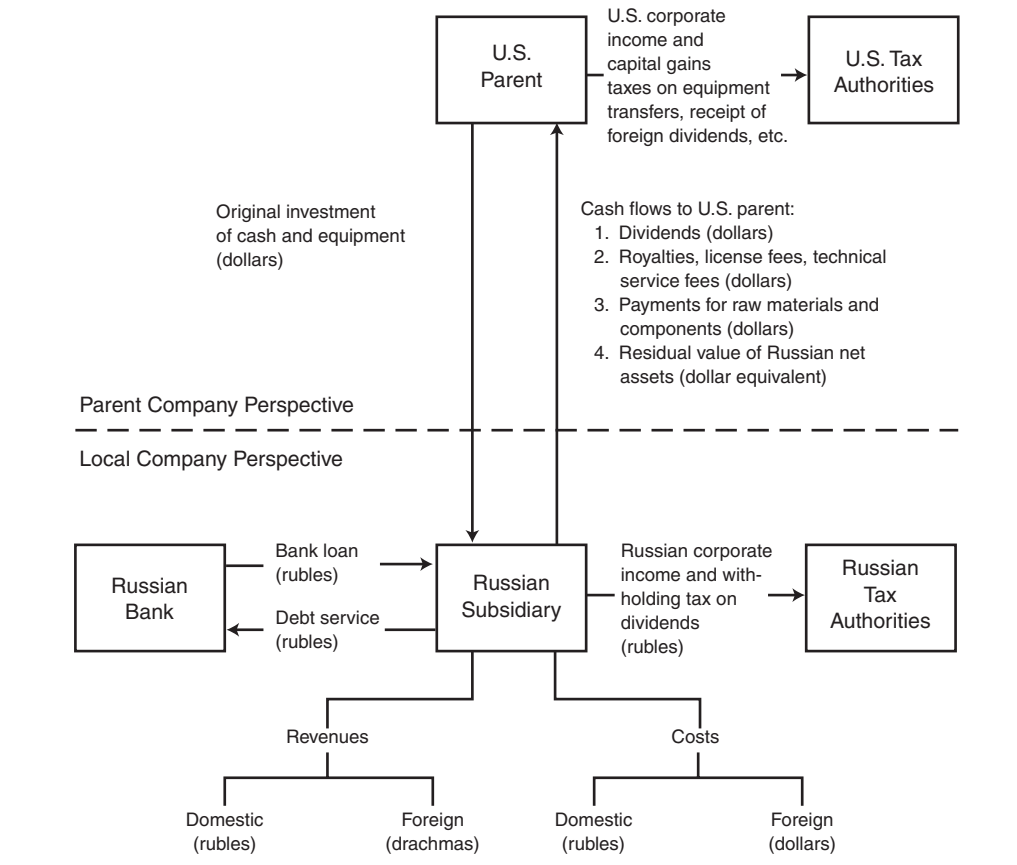 U.S.
Parent
U.S. corporate
income and
capital gains
taxes on equipment
transfers, receipt of
foreign dividends, etc.
U.S. Tax
Authorities
Original investment
of cash and equipment
(dollars)
Cash flows to U.S. parent:
1. Dividends (dollars)
2. Royalties, license fees, technical
service fees (dollars)
3. Payments for raw materials and
components (dollars)
4. Residual value of Russian net
assets (dollar equivalent)
Parent Company Perspective
Local Company Perspective
Russian
Bank
Bank loan
(rubles)
Debt service
(rubles)
Russian
Subsidiary
Russian corporate
income and with-
holding tax on
dividends
(rubles)
Russian
Tax
Authorities
Revenues
Costs
Domestic
(rubles)
Foreign
(drachmas)
Domestic
(rubles)
Foreign
(dollars)